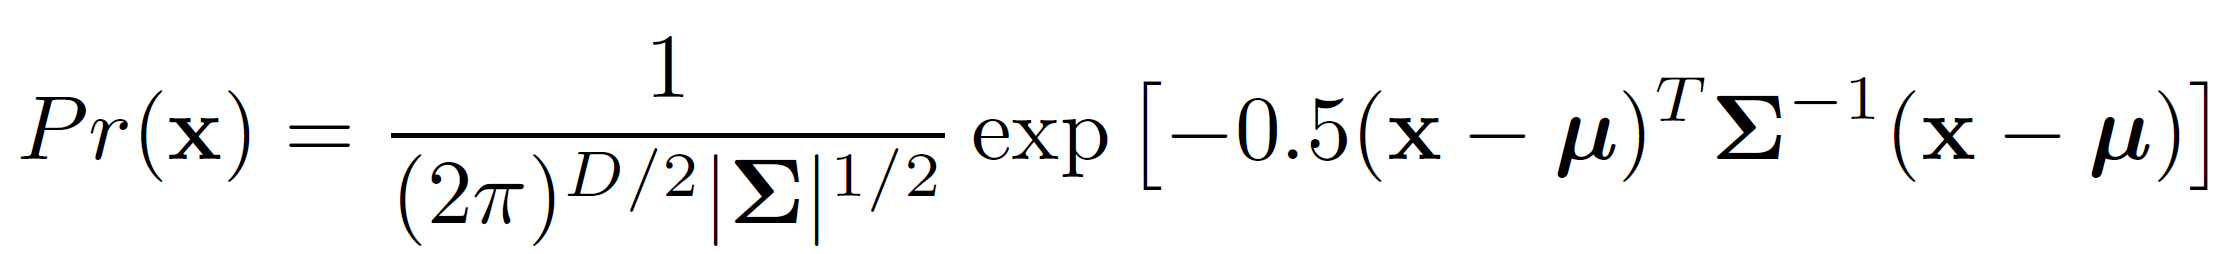 Pr(𝐱) = 1/((2π)^{D/2}|𝚺|^{1/2}) exp [−0.5(𝐱 − 𝝁)^T 𝚺^{−1}(𝐱 − 𝝁)]